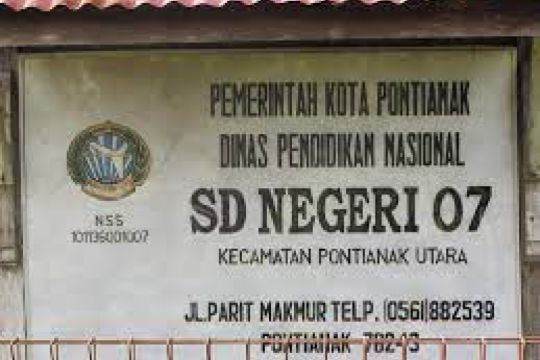 PEMERINTAH KOTA PONTIANAK
DINAS PENDIDIKAN NASIONAL
SD NEGERI 07
N.S.S
101136001007
KECAMATAN PONTIANAK UTARA
JL.PARIT MAKMUR TELP. (0561)882539
PONTIANAK 78243